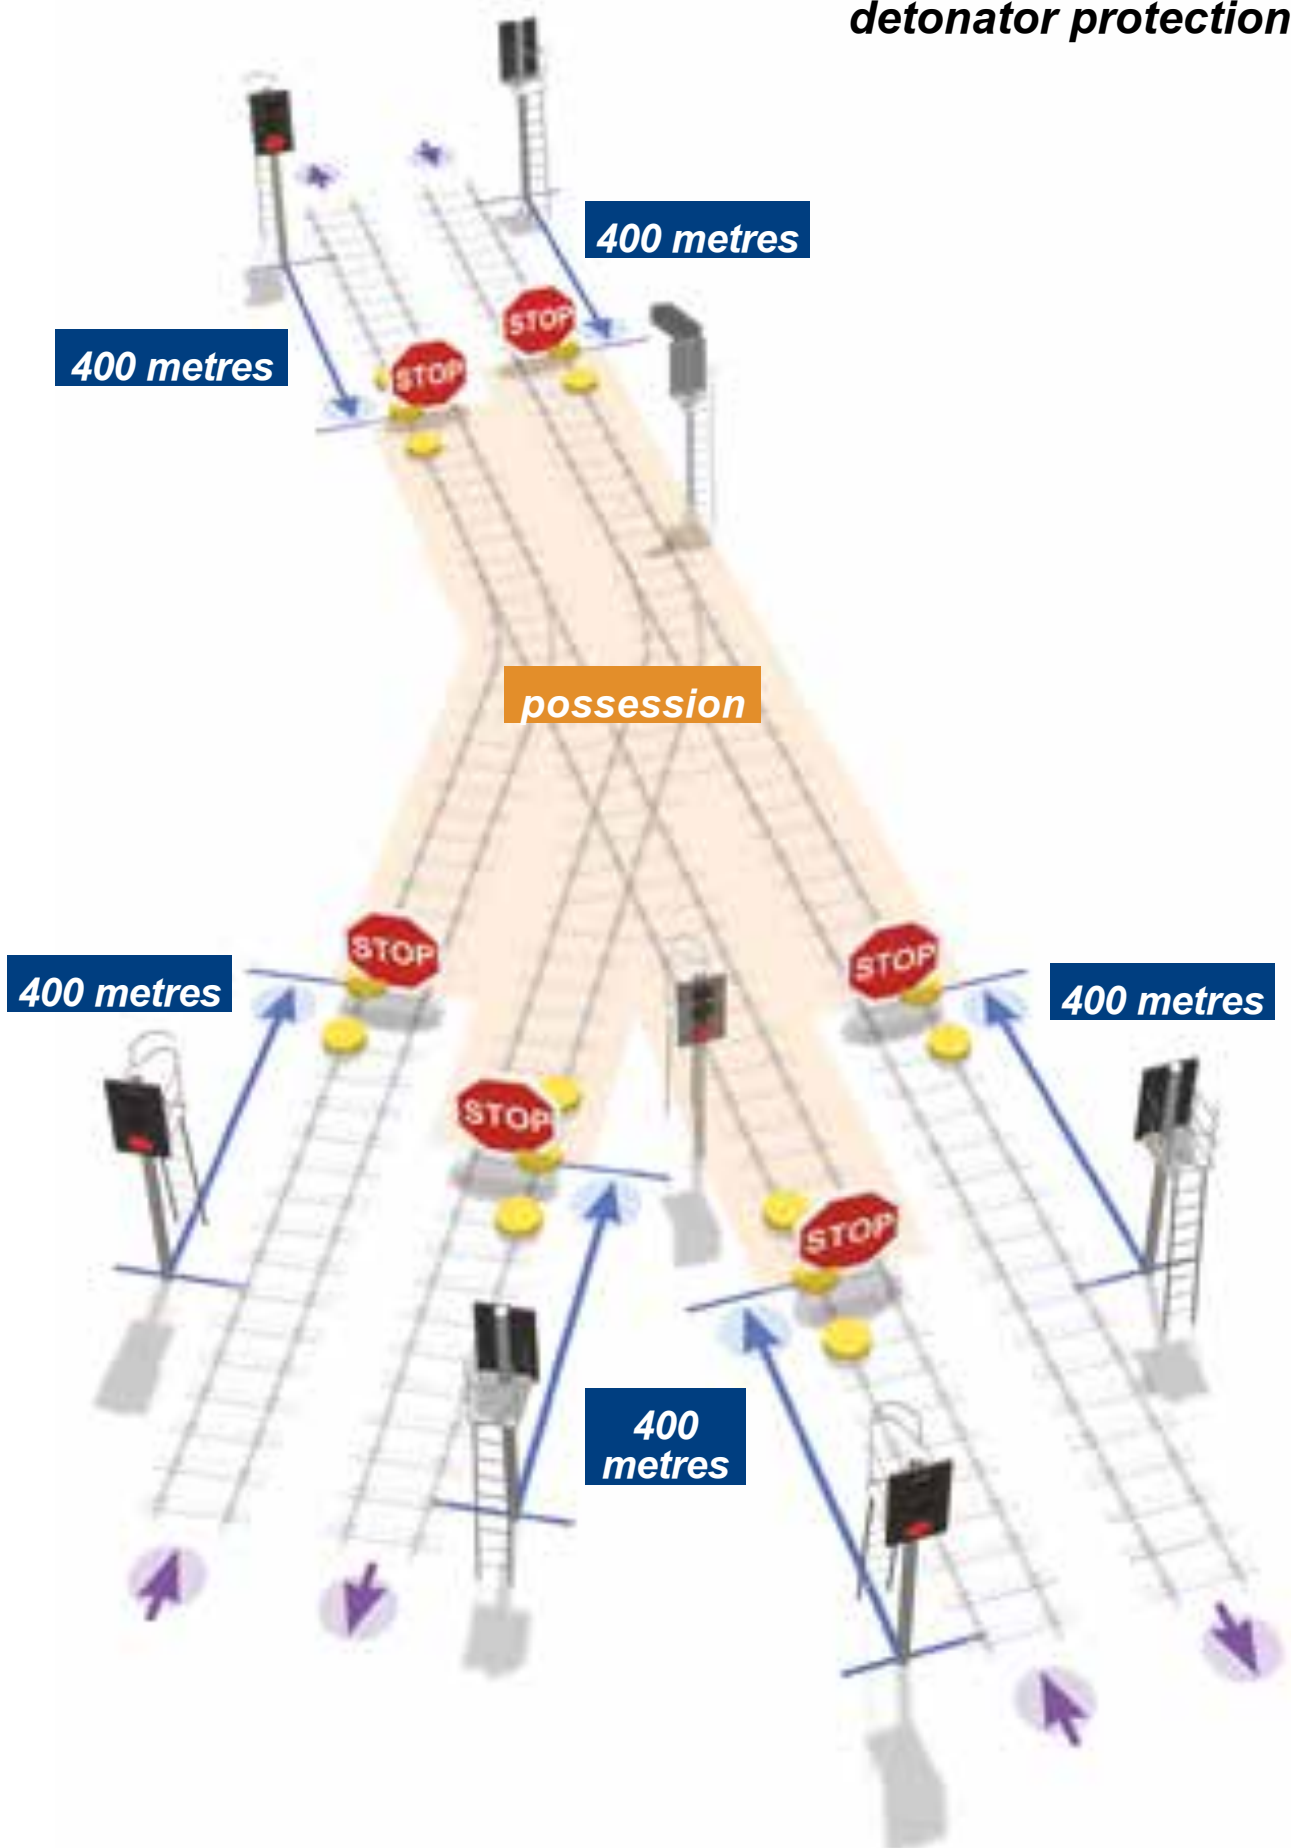 detonator protection
400 metres
STOP
400 metres
STOP
possession
STOP
STOP
400 metres
400 metres
STOP
STOP
400
metres